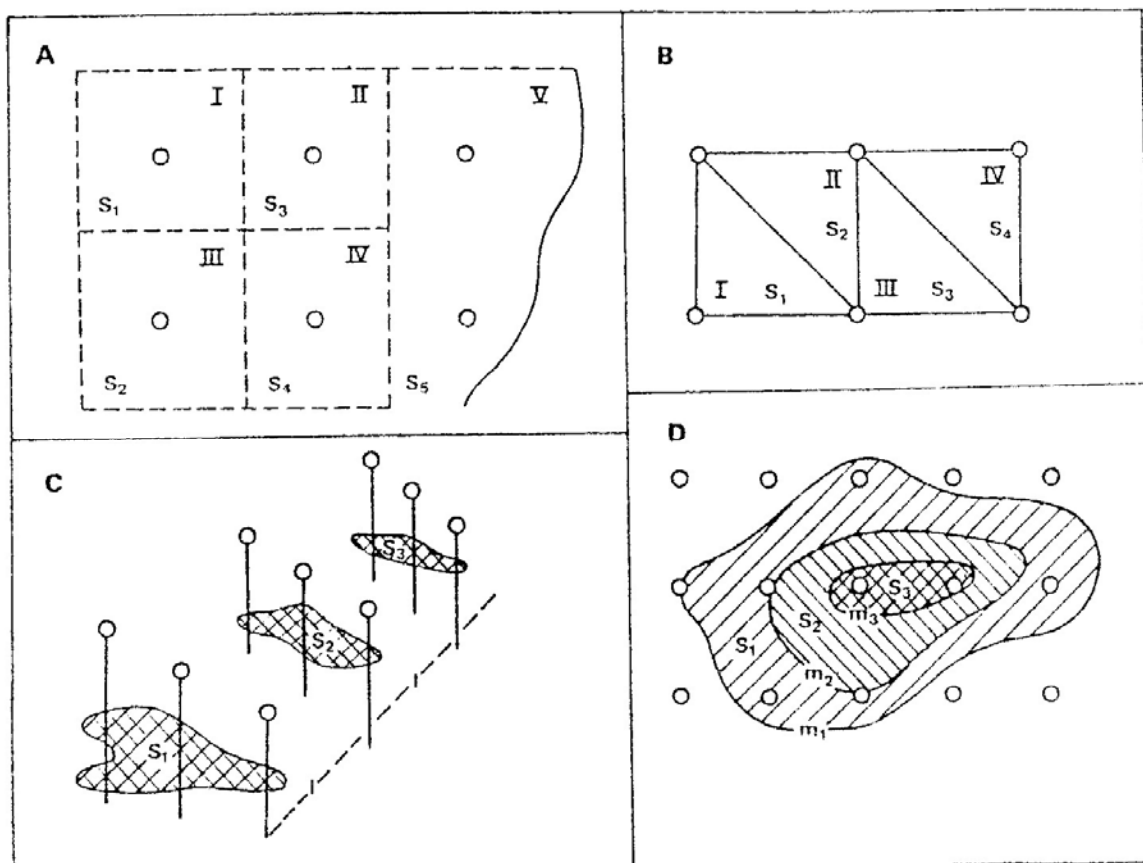 A
I II V
S₁ S₃
III IV
S₂ S₄ S₅
B
II IV
S₂ S₄
I S₁ III S₃
C
S₃
S₂
l
S₁
l
D
S₃
m₃
S₂
S₁
m₂
m₁